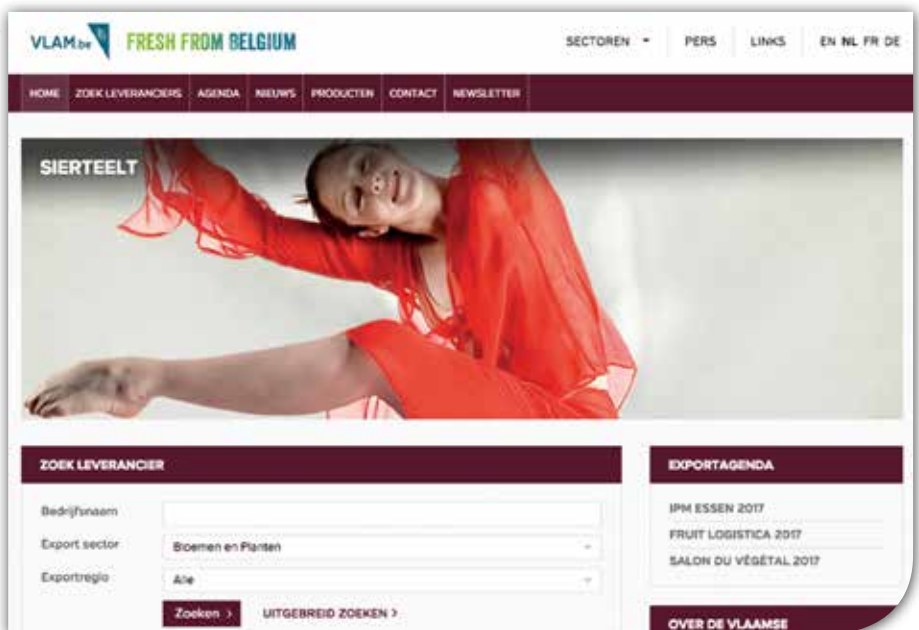 VLAM.be FRESH FROM BELGIUM SECTOREN PERS LINKS EN NL FR DE
HOME ZOEK LEVERANCIERS AGENDA NIEUWS PRODUCTEN CONTACT NEWSLETTER
SIERTEELT
ZOEK LEVERANCIER
Bedrijfsnaam
Export sector Bloemen en Planten
Exportregio Alle
Zoeken > UITGEBREID ZOEKEN >
EXPORTAGENDA
IPM ESSEN 2017
FRUIT LOGISTICA 2017
SALON DU VÉGÉTAL 2017
OVER DE VLAAMSE